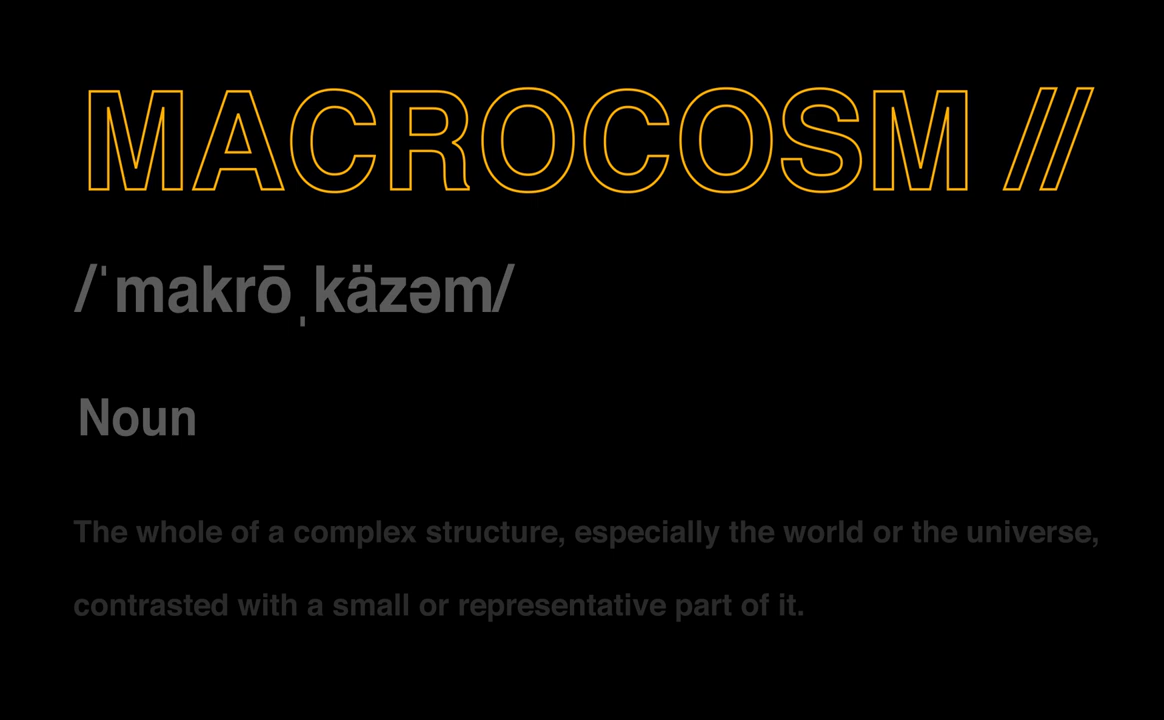 MACROCOSM //
/ˈmakrōˌkäzəm/
Noun
The whole of a complex structure, especially the world or the universe,
contrasted with a small or representative part of it.